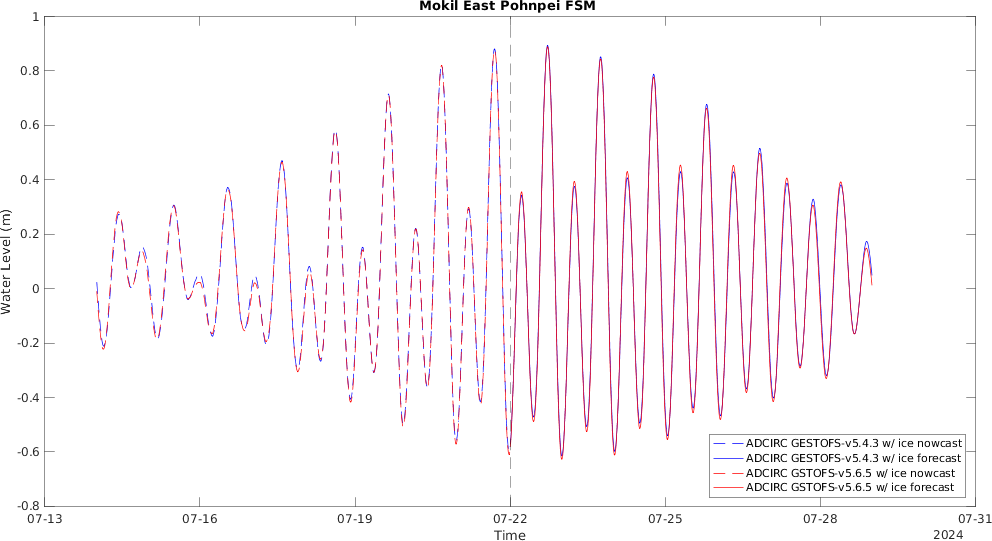 Mokil East Pohnpei FSM
1
0.8
0.6
0.4
0.2
0
-0.2
-0.4
-0.6
-0.8
Water Level (m)
ADCIRC GESTOFS-v5.4.3 w/ ice nowcast
ADCIRC GESTOFS-v5.4.3 w/ ice forecast
ADCIRC GSTOFS-v5.6.5 w/ ice nowcast
ADCIRC GSTOFS-v5.6.5 w/ ice forecast
07-13 07-16 07-19 07-22 07-25 07-28 07-31
Time
2024